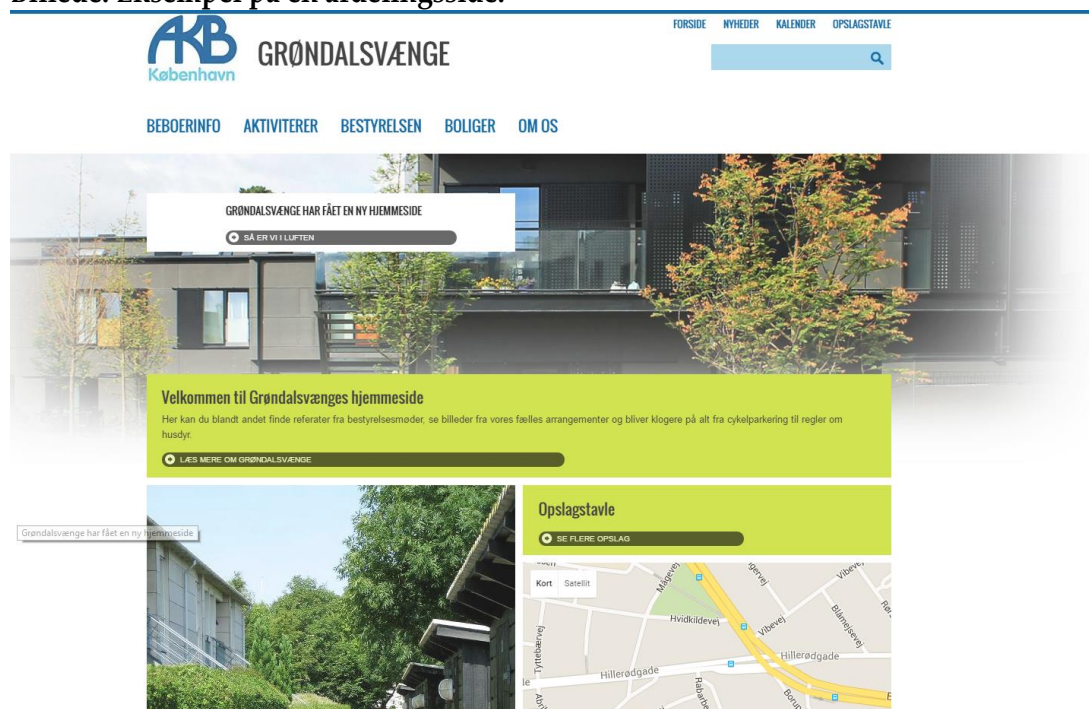 Billede: Eksempel på en afdelingsside.
FORSIDE NYHEDER KALENDER OPSLAGSTAVLE
AKB
København
GRØNDALSVÆNGE
BEBOERINFO AKTIVITERER BESTYRELSEN BOLIGER OM OS
GRØNDALSVÆNGE HAR FÅET EN NY HJEMMESIDE
SÅ ER VI I LUFTEN
Velkommen til Grøndalsvænges hjemmeside
Her kan du blandt andet finde referater fra bestyrelsesmøder, se billeder fra vores fælles arrangementer og bliver klogere på alt fra cykelparkering til regler om
husdyr.
LÆS MERE OM GRØNDALSVÆNGE
Grøndalsvænge har fået en ny hjemmeside
Opslagstavle
SE FLERE OPSLAG
Kort Satellit
Mågevej
Vibevej
Hvidkildevej
Vibevej
Blåmejsevej
Tyttebærvej
Hillerødgade
Hillerødgade